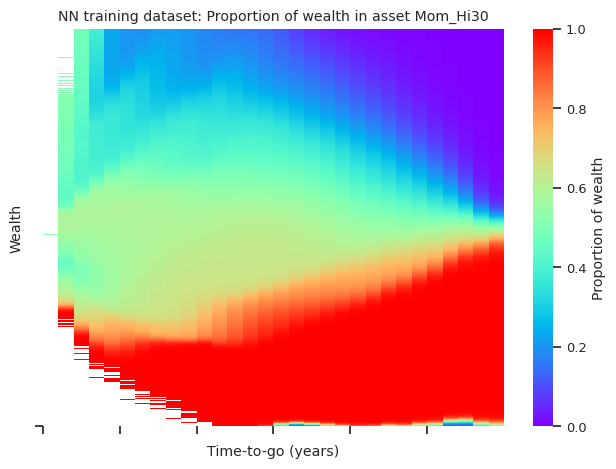 NN training dataset: Proportion of wealth in asset Mom_Hi30
Wealth
Time-to-go (years)
1.0
0.8
0.6
0.4
0.2
0.0
Proportion of wealth